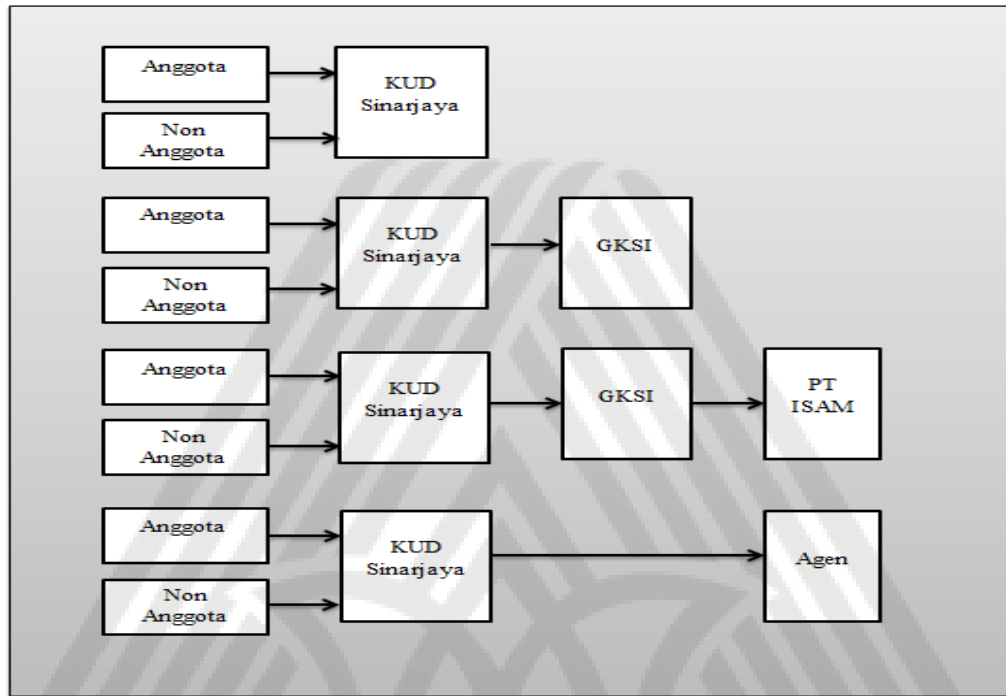 Anggota
Non
Anggota
KUD
Sinarjaya
Anggota
Non
Anggota
KUD
Sinarjaya
GKSI
Anggota
Non
Anggota
KUD
Sinarjaya
GKSI
PT
ISAM
Anggota
Non
Anggota
KUD
Sinarjaya
Agen